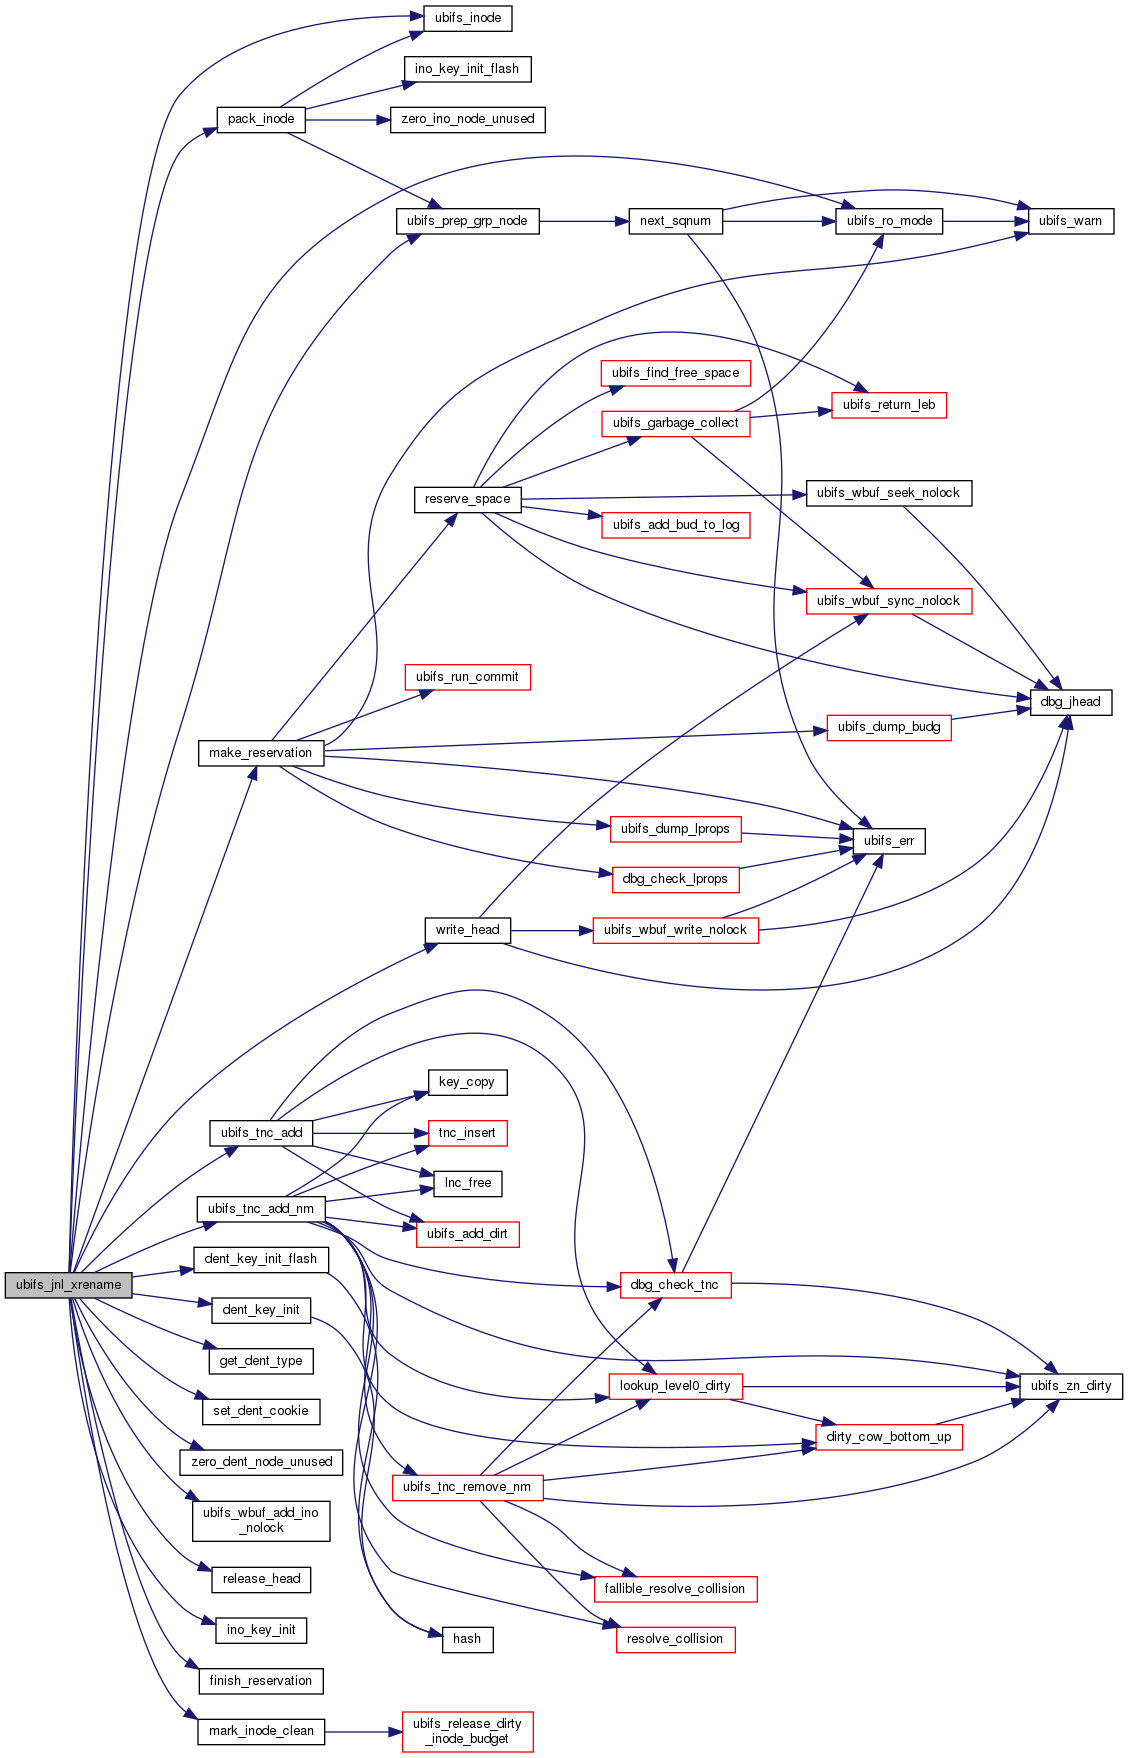 ubifs_inode
ino_key_init_flash
pack_inode
zero_ino_node_unused
ubifs_prep_grp_node
next_sqnum
ubifs_ro_mode
ubifs_warn
ubifs_find_free_space
ubifs_return_leb
ubifs_garbage_collect
reserve_space
ubifs_wbuf_seek_nolock
ubifs_add_bud_to_log
ubifs_wbuf_sync_nolock
ubifs_run_commit
dbg_jhead
ubifs_dump_budg
make_reservation
ubifs_dump_lprops
ubifs_err
dbg_check_lprops
write_head
ubifs_wbuf_write_nolock
key_copy
ubifs_tnc_add
tnc_insert
lnc_free
ubifs_tnc_add_nm
ubifs_add_dirt
dent_key_init_flash
ubifs_jnl_xrename
dbg_check_tnc
dent_key_init
get_dent_type
lookup_level0_dirty
ubifs_zn_dirty
set_dent_cookie
dirty_cow_bottom_up
zero_dent_node_unused
ubifs_tnc_remove_nm
ubifs_wbuf_add_ino
_nolock
release_head
fallible_resolve_collision
ino_key_init
hash
resolve_collision
finish_reservation
mark_inode_clean
ubifs_release_dirty
_inode_budget